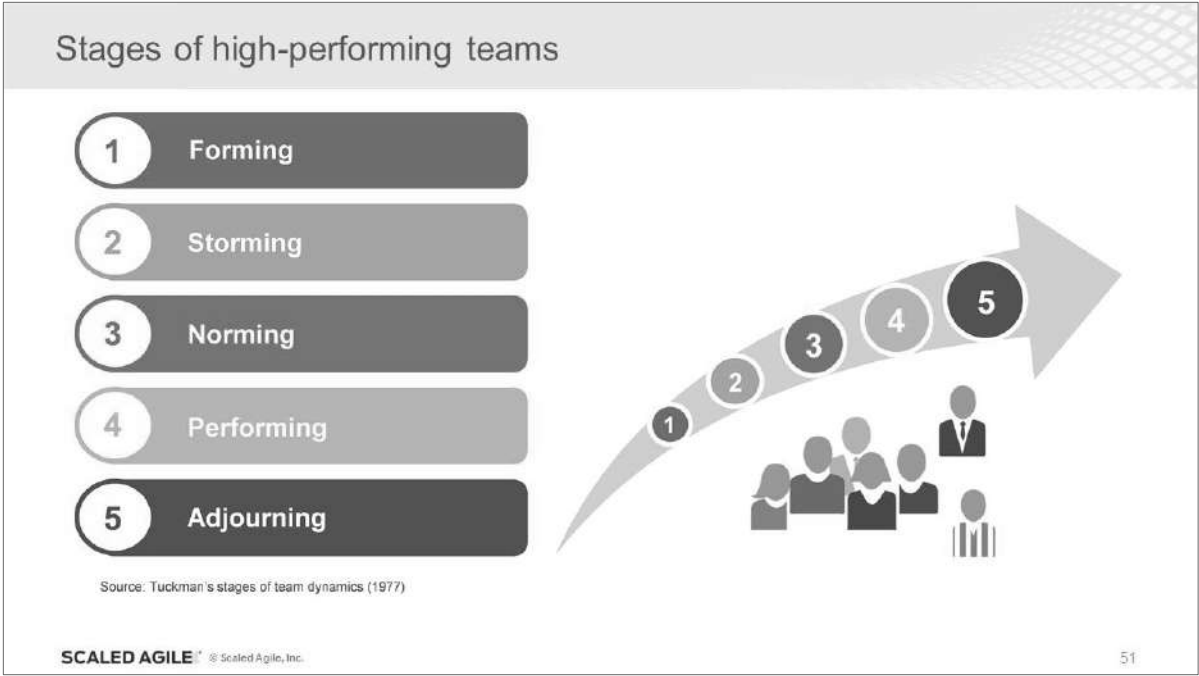 Stages of high-performing teams
1 Forming
2 Storming
3 Norming
4 Performing
5 Adjourning
1
2
3
4
5
Source: Tuckman's stages of team dynamics (1977)
SCALED AGILE © Scaled Agile, Inc.
51